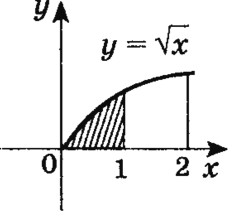 y
y = √x
0 1 2 x